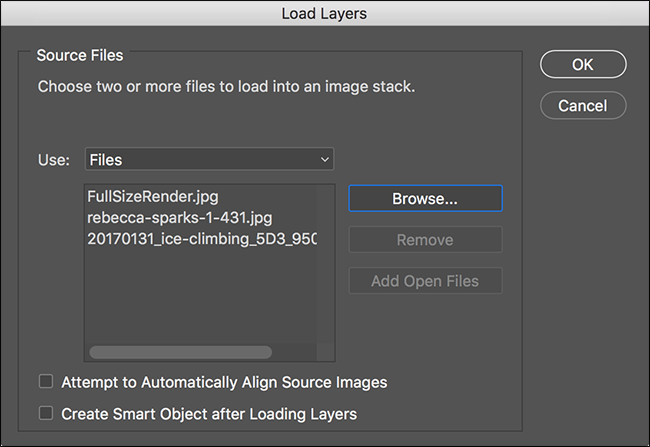 Load Layers
Source Files
Choose two or more files to load into an image stack.
OK
Cancel
Use: Files
FullSizeRender.jpg
rebecca-sparks-1-431.jpg
20170131_ice-climbing_5D3_950
Browse...
Remove
Add Open Files
Attempt to Automatically Align Source Images
Create Smart Object after Loading Layers